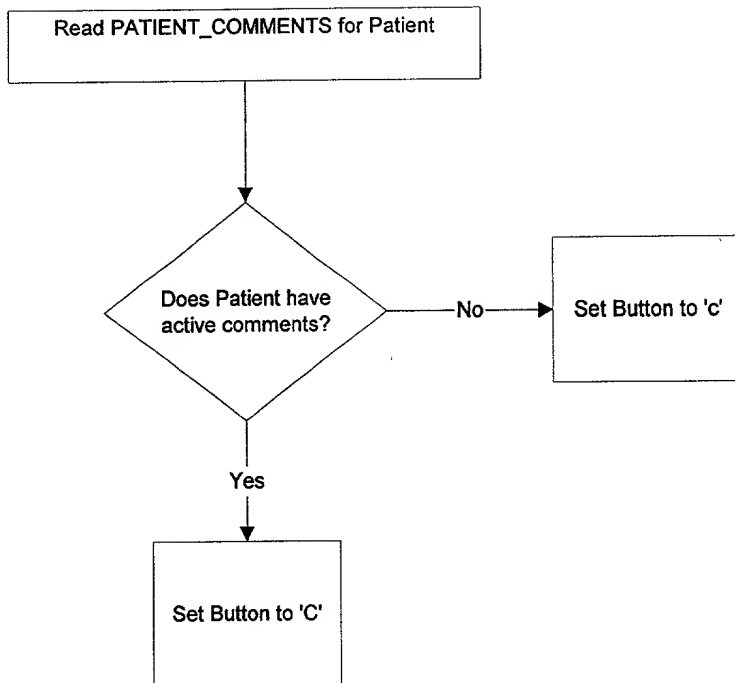 Read PATIENT_COMMENTS for Patient
Does Patient have
active comments?
No
Set Button to 'c'
Yes
Set Button to 'C'